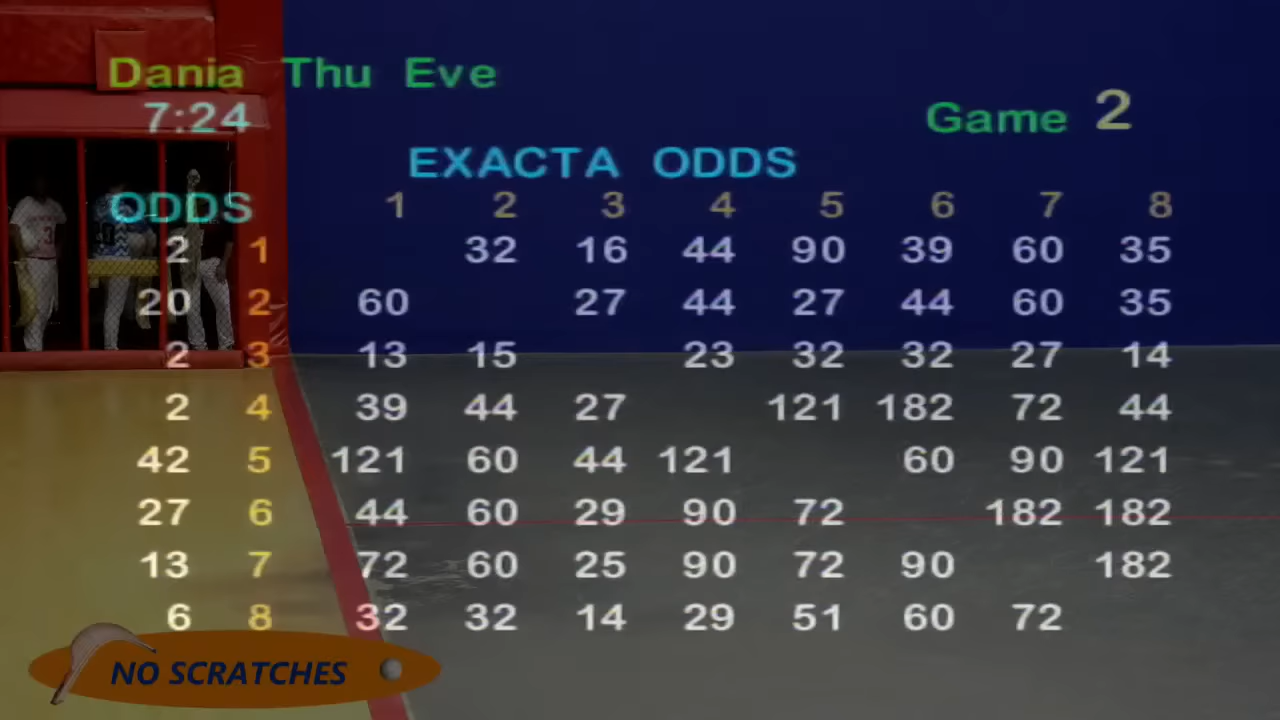 Dania Thu Eve
7:24 Game 2
EXACTA ODDS
ODDS 1 2 3 4 5 6 7 8
2 1 32 16 44 90 39 60 35
20 2 60 27 44 27 44 60 35
2 3 13 15 23 32 32 27 14
2 4 39 44 27 121 182 72 44
42 5 121 60 44 121 60 90 121
27 6 44 60 29 90 72 182 182
13 7 72 60 25 90 72 90 182
6 8 32 32 14 29 51 60 72
NO SCRATCHES